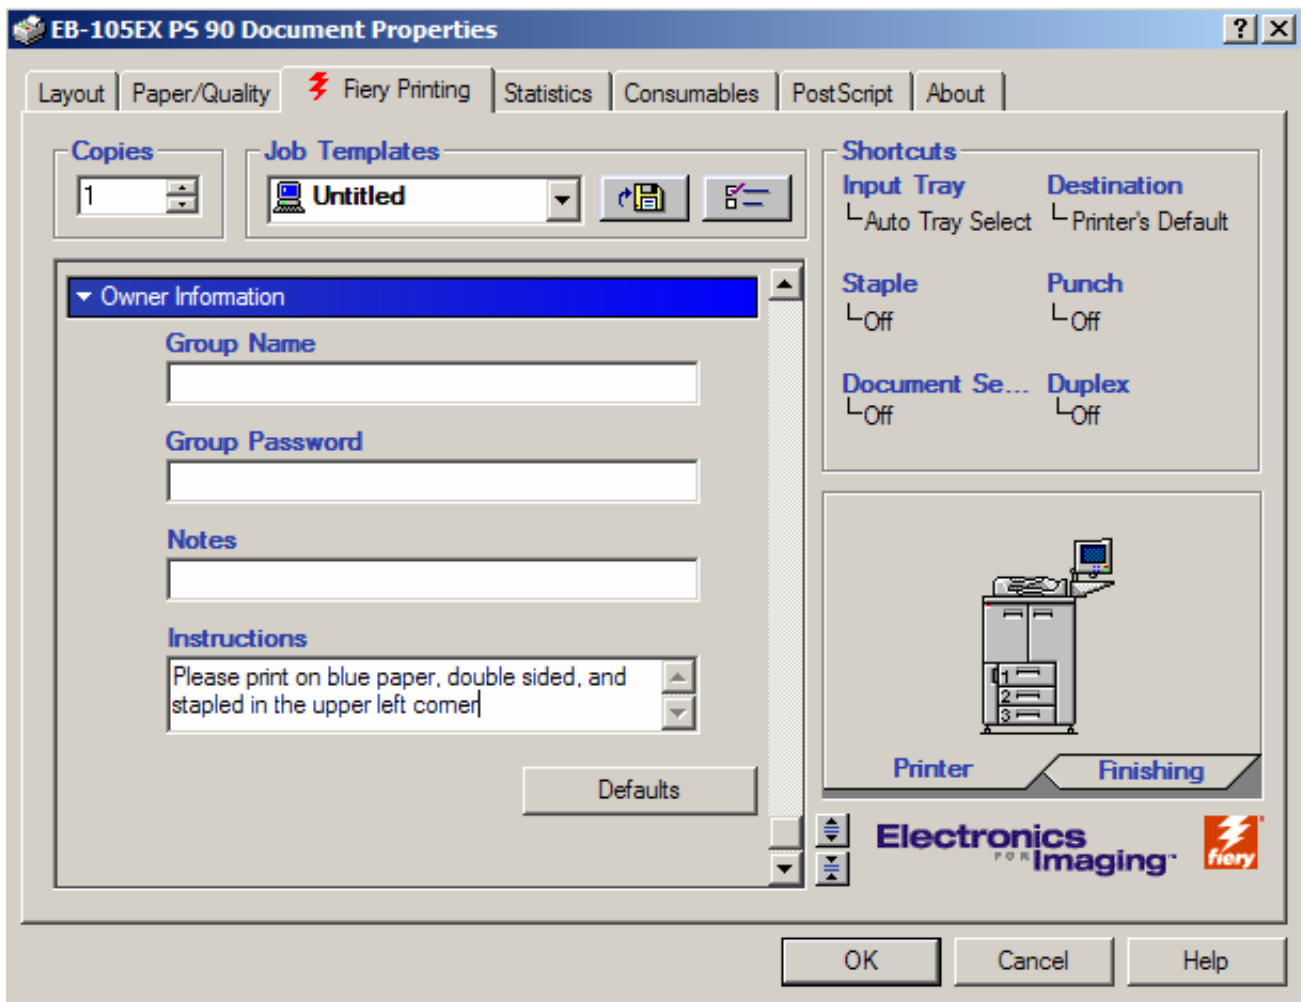 EB-105EX PS 90 Document Properties
Layout Paper/Quality Fiery Printing Statistics Consumables PostScript About
Copies
1
Job Templates
Untitled
Owner Information
Group Name
Group Password
Notes
Instructions
Please print on blue paper, double sided, and
stapled in the upper left corner
Defaults
Shortcuts
Input Tray Destination
Auto Tray Select Printer's Default
Staple Punch
Off Off
Document Se... Duplex
Off Off
1
2
3
Printer Finishing
Electronics
FOR Imaging™
fiery®
OK Cancel Help